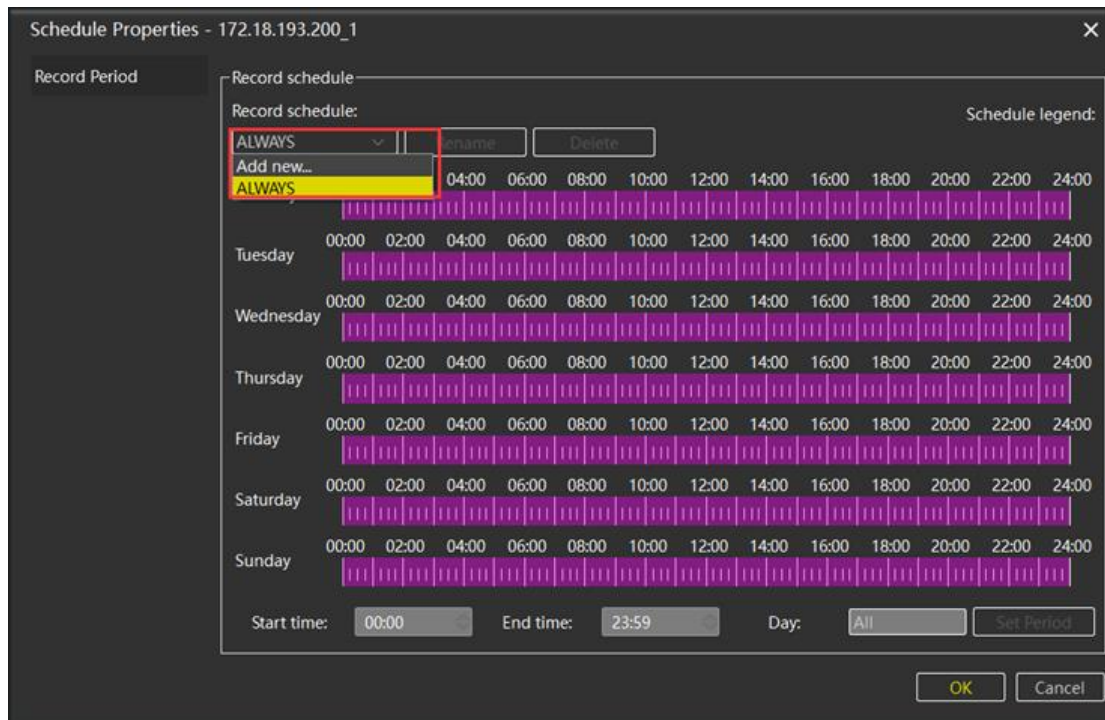 Schedule Properties - 172.18.193.200_1
Record Period
Record schedule
Record schedule:
Schedule legend:
ALWAYS
Delete
Add new...
ALWAYS
04:00 06:00 08:00 10:00 12:00 14:00 16:00 18:00 20:00 22:00 24:00
00:00 02:00 04:00 06:00 08:00 10:00 12:00 14:00 16:00 18:00 20:00 22:00 24:00
Tuesday
00:00 02:00 04:00 06:00 08:00 10:00 12:00 14:00 16:00 18:00 20:00 22:00 24:00
Wednesday
00:00 02:00 04:00 06:00 08:00 10:00 12:00 14:00 16:00 18:00 20:00 22:00 24:00
Thursday
00:00 02:00 04:00 06:00 08:00 10:00 12:00 14:00 16:00 18:00 20:00 22:00 24:00
Friday
00:00 02:00 04:00 06:00 08:00 10:00 12:00 14:00 16:00 18:00 20:00 22:00 24:00
Saturday
00:00 02:00 04:00 06:00 08:00 10:00 12:00 14:00 16:00 18:00 20:00 22:00 24:00
Sunday
Start time: 00:00 End time: 23:59 Day: All Set Period
OK Cancel